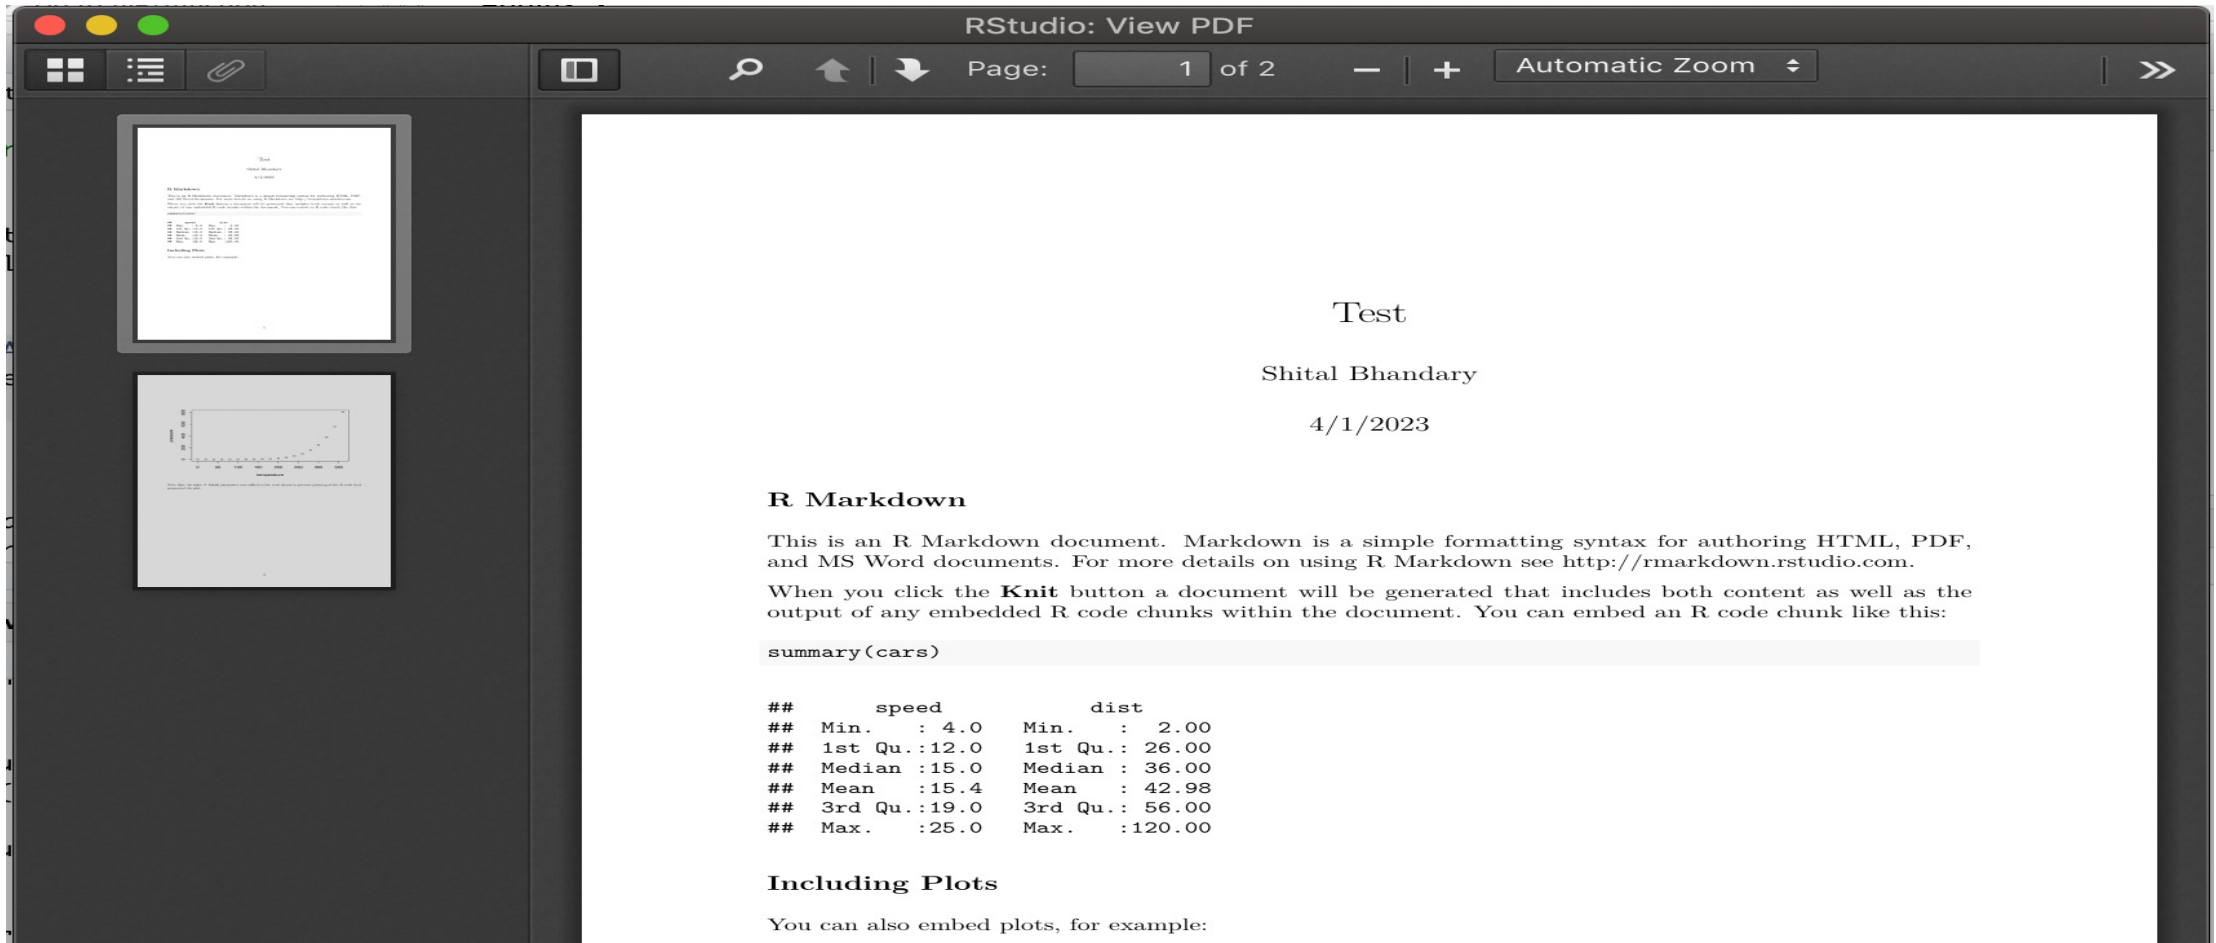 RStudio: View PDF
Page: 1 of 2
Automatic Zoom
Test
Shital Bhandary
4/1/2023
R Markdown
This is an R Markdown document. Markdown is a simple formatting syntax for authoring HTML, PDF,
and MS Word documents. For more details on using R Markdown see http://rmarkdown.rstudio.com.
When you click the Knit button a document will be generated that includes both content as well as the
output of any embedded R code chunks within the document. You can embed an R code chunk like this:
summary(cars)
##      speed           dist
##  Min.   : 4.0   Min.   :  2.00
##  1st Qu.:12.0   1st Qu.: 26.00
##  Median :15.0   Median : 36.00
##  Mean   :15.4   Mean   : 42.98
##  3rd Qu.:19.0   3rd Qu.: 56.00
##  Max.   :25.0   Max.   :120.00
Including Plots
You can also embed plots, for example: